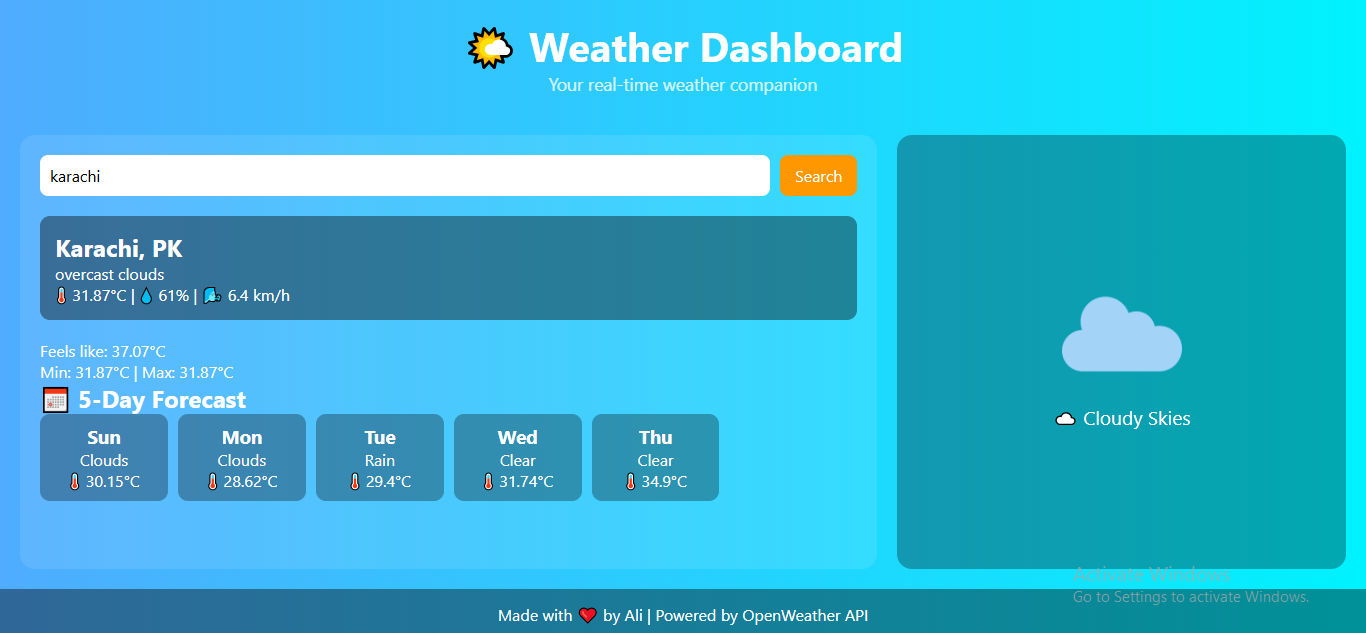 Weather Dashboard
Your real-time weather companion
karachi
Search
Karachi, PK
overcast clouds
31.87°C | 61% | 6.4 km/h
Feels like: 37.07°C
Min: 31.87°C | Max: 31.87°C
5-Day Forecast
Sun
Clouds
30.15°C
Mon
Clouds
28.62°C
Tue
Rain
29.4°C
Wed
Clear
31.74°C
Thu
Clear
34.9°C
Cloudy Skies
Activate Windows
Go to Settings to activate Windows.
Made with ❤️ by Ali | Powered by OpenWeather API